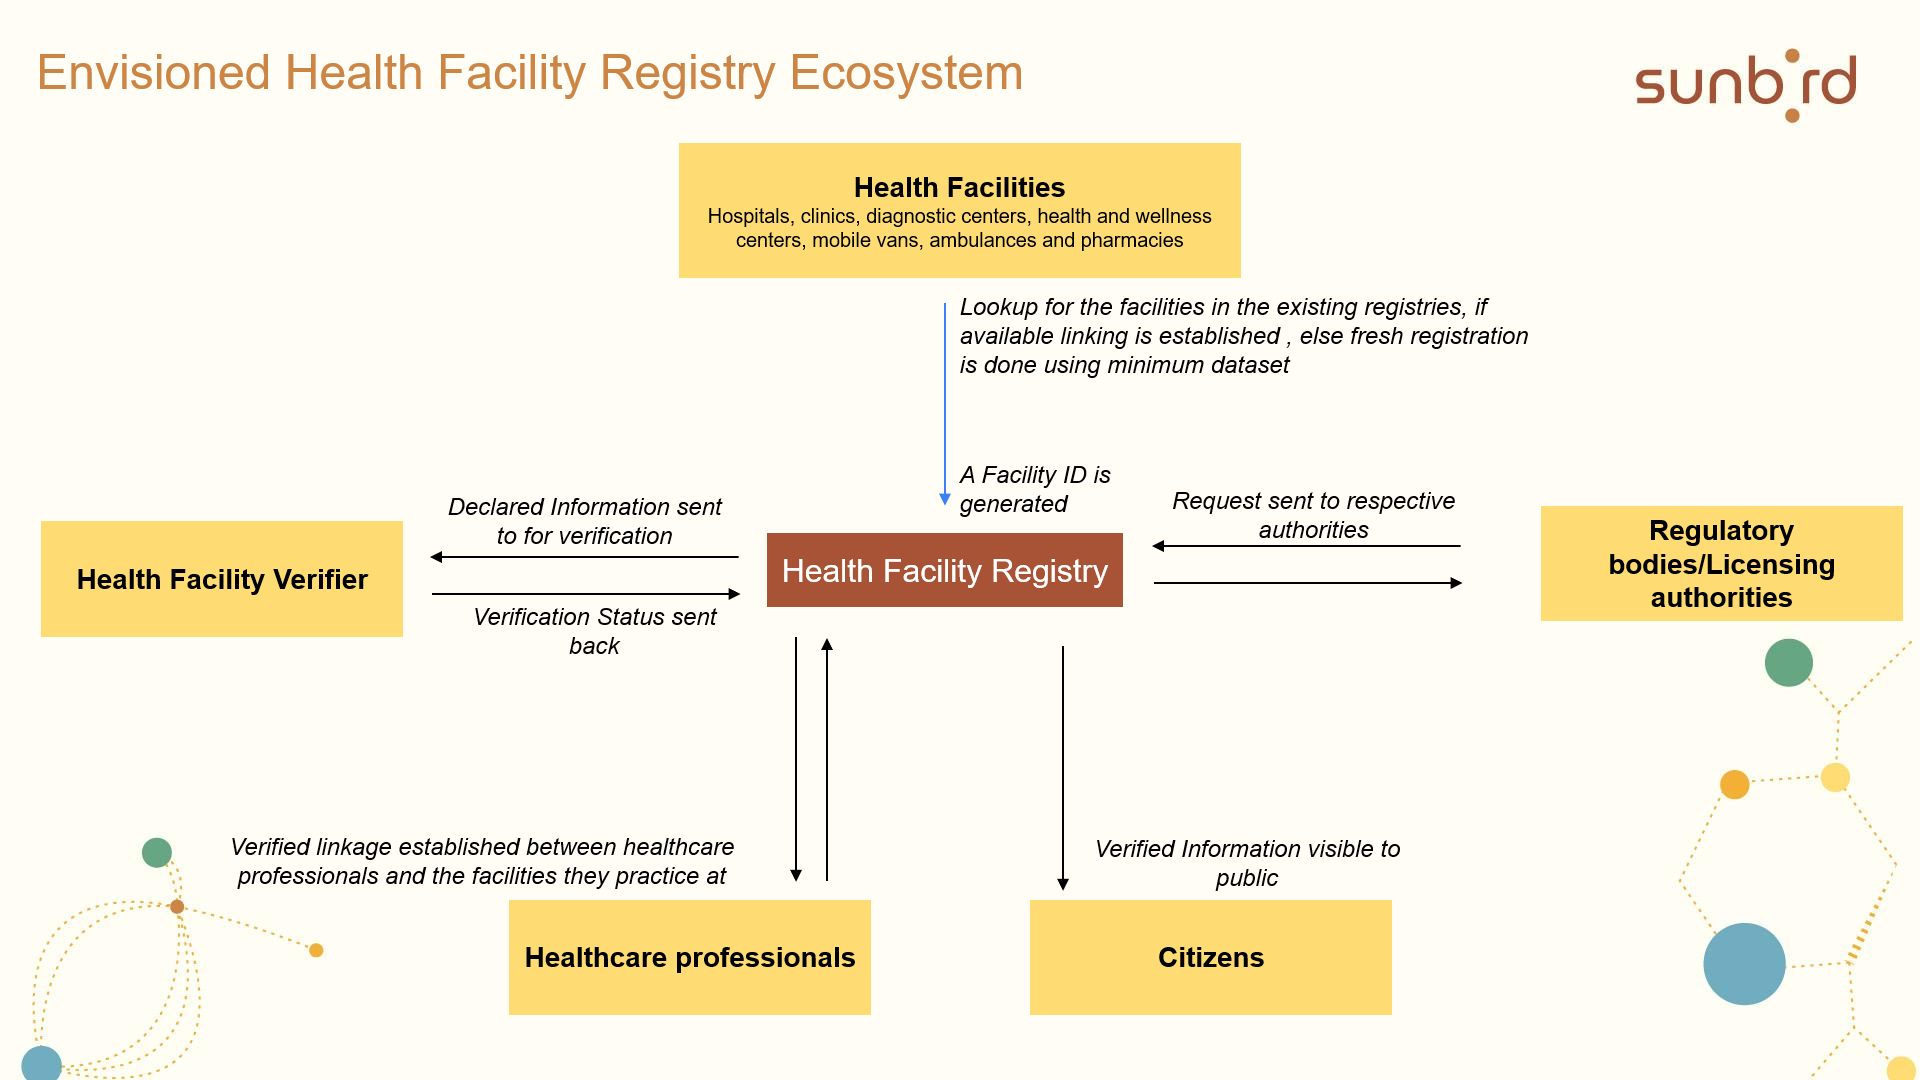 Envisioned Health Facility Registry Ecosystem
sunbird
Health Facilities
Hospitals, clinics, diagnostic centers, health and wellness
centers, mobile vans, ambulances and pharmacies
Lookup for the facilities in the existing registries, if
available linking is established , else fresh registration
is done using minimum dataset
A Facility ID is
generated
Declared Information sent
to for verification
Request sent to respective
authorities
Health Facility Verifier
Health Facility Registry
Regulatory
bodies/Licensing
authorities
Verification Status sent
back
Verified linkage established between healthcare
professionals and the facilities they practice at
Verified Information visible to
public
Healthcare professionals
Citizens